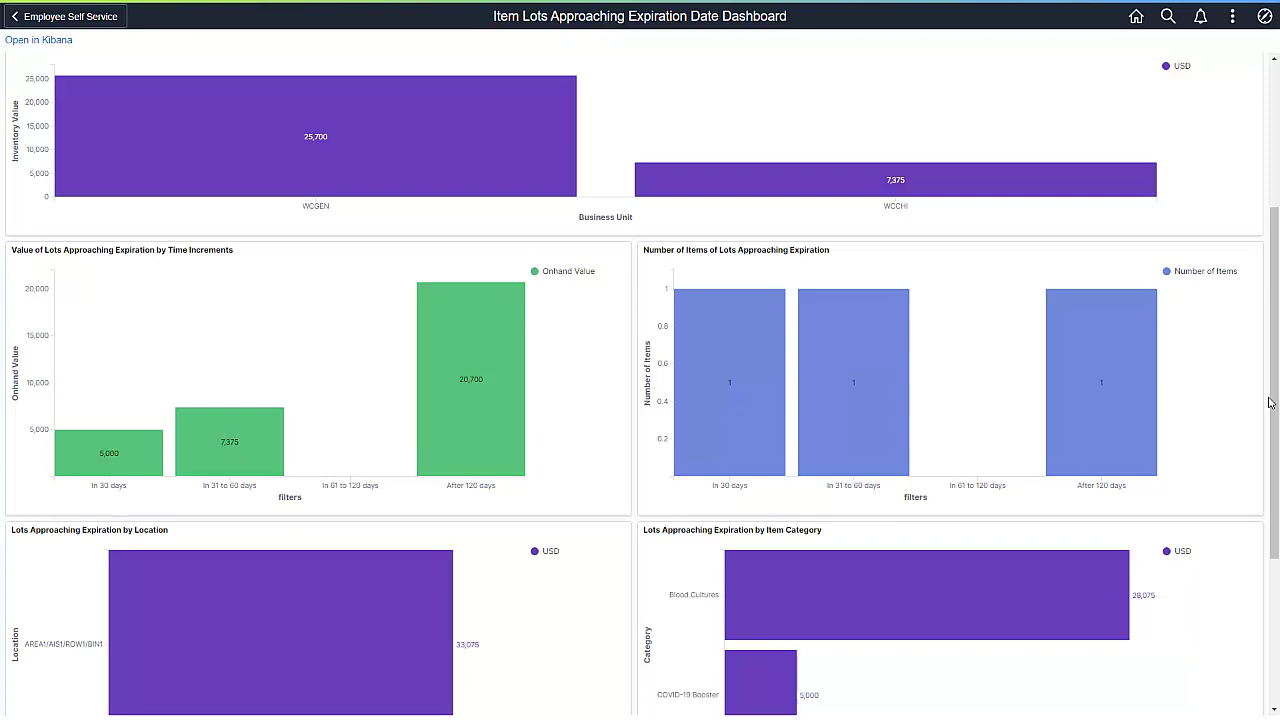 Employee Self Service
Item Lots Approaching Expiration Date Dashboard
Open in Kibana
USD
25,000
20,000
15,000
10,000
5,000
0
Inventory Value
25,700
7,375
WCGEN
WCCHI
Business Unit
Value of Lots Approaching Expiration by Time Increments
Onhand Value
20,000
15,000
10,000
5,000
Onhand Value
5,000
7,375
20,700
In 30 days
In 31 to 60 days
In 61 to 120 days
After 120 days
filters
Number of Items of Lots Approaching Expiration
Number of Items
1
0.8
0.6
0.4
0.2
Number of Items
1
1
1
In 30 days
In 31 to 60 days
In 61 to 120 days
After 120 days
filters
Lots Approaching Expiration by Location
USD
Location
AREA1/AIS1/ROW1/BIN1
33,075
Lots Approaching Expiration by Item Category
USD
Category
Blood Cultures
28,075
COVID-19 Booster
5,000